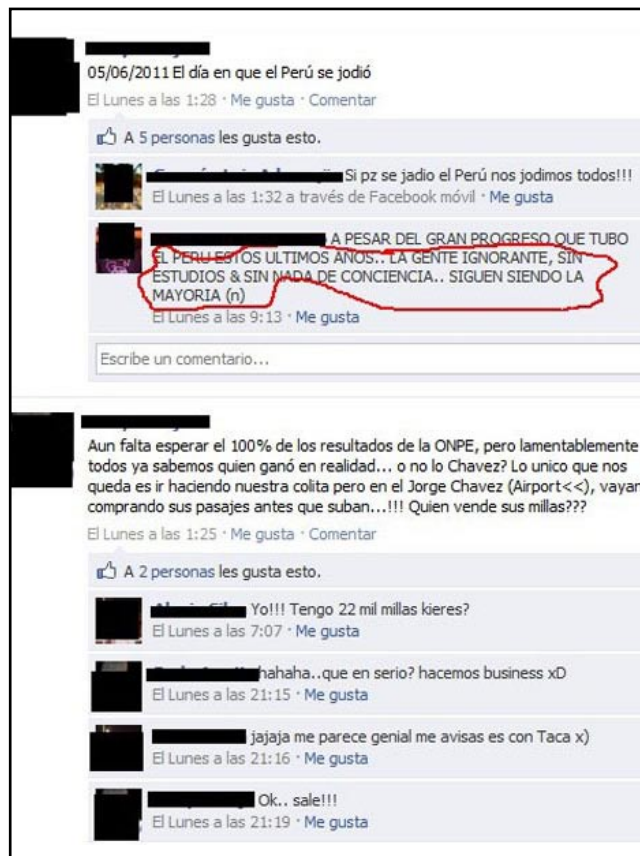 05/06/2011 El día en que el Perú se jodió
El Lunes a las 1:28 · Me gusta · Comentar
A 5 personas les gusta esto.
Si pz se jadio el Perú nos jodimos todos!!!
El Lunes a las 1:32 a través de Facebook móvil · Me gusta
A PESAR DEL GRAN PROGRESO QUE TUBO
EL PERU ESTOS ULTIMOS AÑOS.. LA GENTE IGNORANTE, SIN
ESTUDIOS & SIN NADA DE CONCIENCIA.. SIGUEN SIENDO LA
MAYORIA (n)
El Lunes a las 9:13 · Me gusta
Escribe un comentario...
Aun falta esperar el 100% de los resultados de la ONPE, pero lamentablemente
todos ya sabemos quien ganó en realidad... o no lo Chavez? Lo unico que nos
queda es ir haciendo nuestra colita pero en el Jorge Chavez (Airport<<), vayan
comprando sus pasajes antes que suban...!!! Quien vende sus millas???
El Lunes a las 1:25 · Me gusta · Comentar
A 2 personas les gusta esto.
Yo!!! Tengo 22 mil millas kieres?
El Lunes a las 7:07 · Me gusta
hahaha..que en serio? hacemos business xD
El Lunes a las 21:15 · Me gusta
jajaja me parece genial me avisas es con Taca x)
El Lunes a las 21:16 · Me gusta
Ok.. sale!!!
El Lunes a las 21:19 · Me gusta